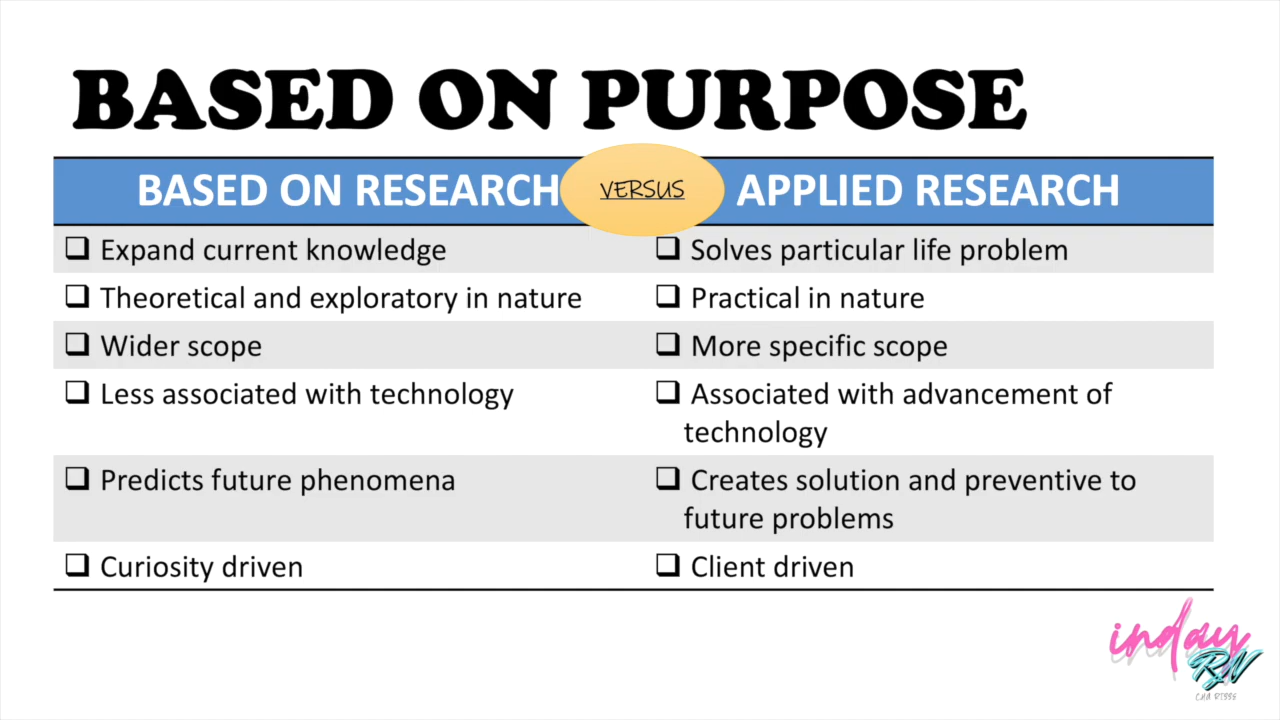 BASED ON PURPOSE
BASED ON RESEARCH VERSUS APPLIED RESEARCH
Expand current knowledge
Solves particular life problem
Theoretical and exploratory in nature
Practical in nature
Wider scope
More specific scope
Less associated with technology
Associated with advancement of
technology
Predicts future phenomena
Creates solution and preventive to
future problems
Curiosity driven
Client driven
inday
RN